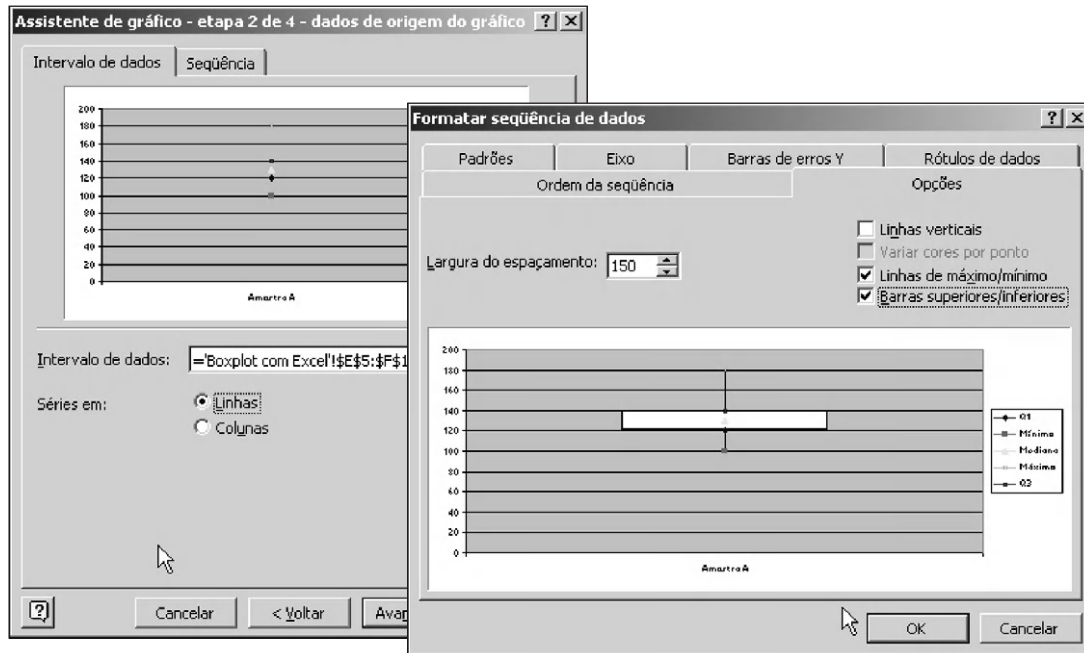 Assistente de gráfico - etapa 2 de 4 - dados de origem do gráfico
Intervalo de dados
Seqüência
200
180
160
140
120
100
80
60
40
20
0
Amostra A
Intervalo de dados:
='Boxplot com Excel'!$E$5:$F$1
Séries em:
Linhas
Colunas
Cancelar
< Voltar
Formatar seqüência de dados
Padrões
Eixo
Barras de erros Y
Rótulos de dados
Ordem da seqüência
Opções
Largura do espaçamento:
150
Linhas verticais
Variar cores por ponto
Linhas de máximo/mínimo
Barras superiores/inferiores
200
180
160
140
120
100
80
60
40
20
0
Amostra A
Q1
Mínimo
Mediana
Máximo
Q3
OK
Cancelar